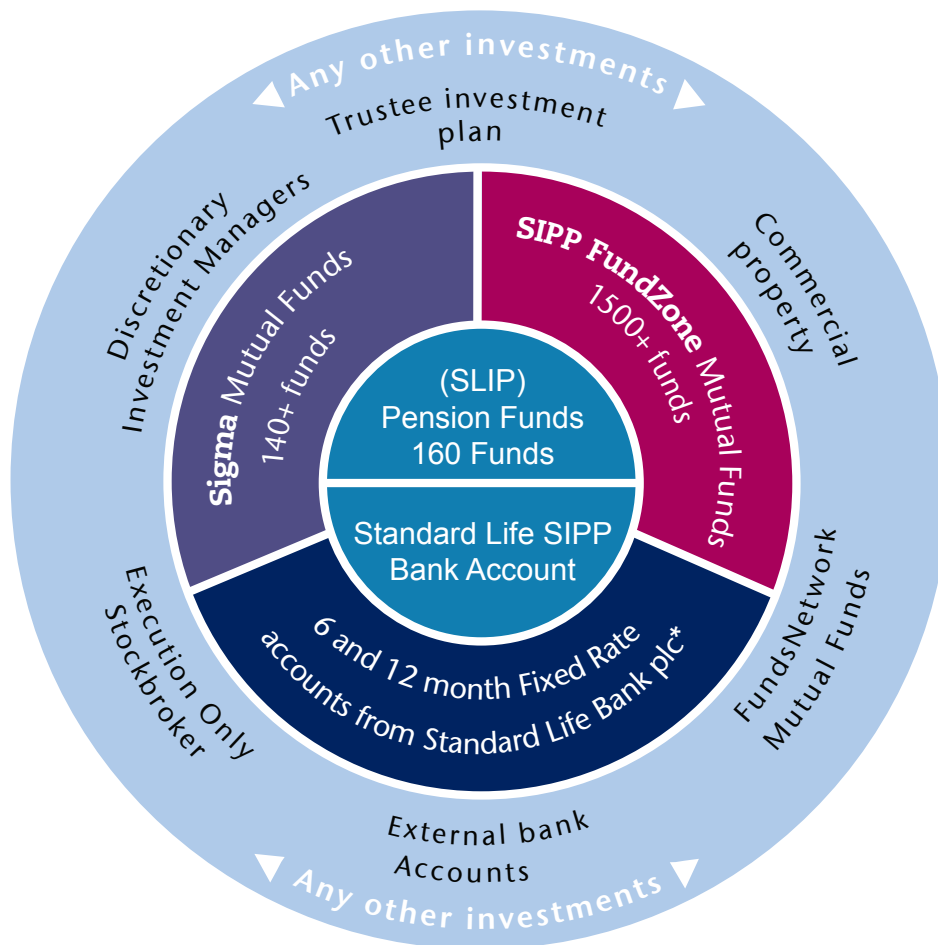 Any other investments
Trustee investment
plan
Discretionary
Investment Managers
Commercial
property
Sigma Mutual Funds
140+ funds
SIPP FundZone Mutual Funds
1500+ funds
(SLIP)
Pension Funds
160 Funds
Standard Life SIPP
Bank Account
6 and 12 month Fixed Rate
accounts from Standard Life Bank plc*
Execution Only
Stockbroker
FundsNetwork
Mutual Funds
External bank
Accounts
Any other investments